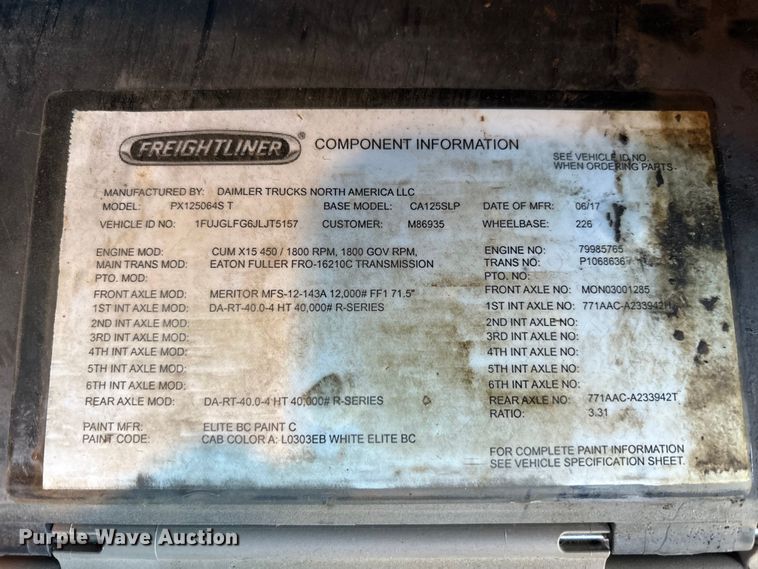 FREIGHTLINER ® COMPONENT INFORMATION
SEE VEHICLE ID NO.
WHEN ORDERING PARTS
MANUFACTURED BY: DAIMLER TRUCKS NORTH AMERICA LLC
MODEL: PX125064S T BASE MODEL: CA125SLP DATE OF MFR: 06/17
VEHICLE ID NO: 1FUJGLFG6JLJT5157 CUSTOMER: M86935 WHEELBASE: 226
ENGINE MOD: CUM X15 450 / 1800 RPM, 1800 GOV RPM, ENGINE NO: 79985765
MAIN TRANS MOD: EATON FULLER FRO-16210C TRANSMISSION TRANS NO: P1068636
PTO. MOD: PTO NO:
FRONT AXLE MOD: MERITOR MFS-12-143A 12,000# FF1 71.5" FRONT AXLE NO: MON03001285
1ST INT AXLE MOD: DA-RT-40.0-4 HT 40,000# R-SERIES 1ST INT AXLE NO: 771AAC-A233942H
2ND INT AXLE MOD: 2ND INT AXLE NO:
3RD INT AXLE MOD: 3RD INT AXLE NO:
4TH INT AXLE MOD: 4TH INT AXLE NO:
5TH INT AXLE MOD: 5TH INT AXLE NO:
6TH INT AXLE MOD: 6TH INT AXLE NO:
REAR AXLE MOD: DA-RT-40.0-4 HT 40,000# R-SERIES REAR AXLE NO: 771AAC-A233942T
RATIO: 3.31
PAINT MFR: ELITE BC PAINT C
PAINT CODE: CAB COLOR A: L0303EB WHITE ELITE BC
FOR COMPLETE PAINT INFORMATION
SEE VEHICLE SPECIFICATION SHEET.
Purple Wave Auction